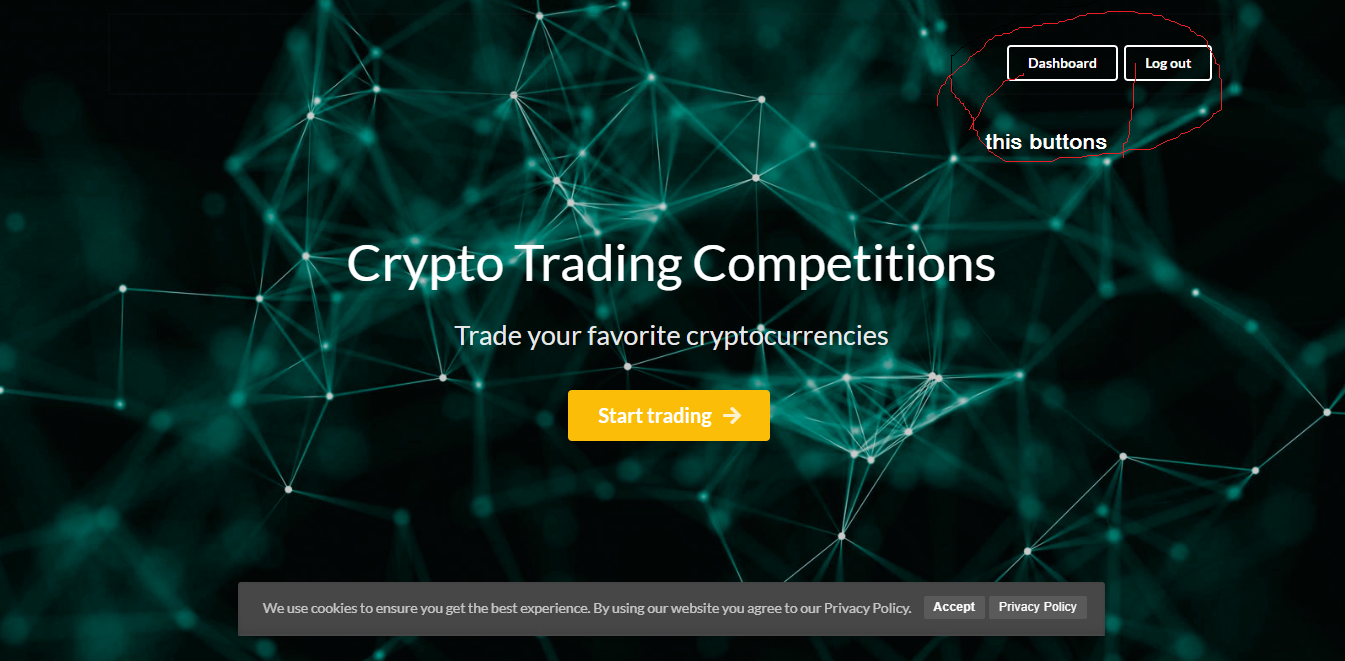 Dashboard Log out
this buttons
Crypto Trading Competitions
Trade your favorite cryptocurrencies
Start trading
We use cookies to ensure you get the best experience. By using our website you agree to our Privacy Policy. Accept Privacy Policy